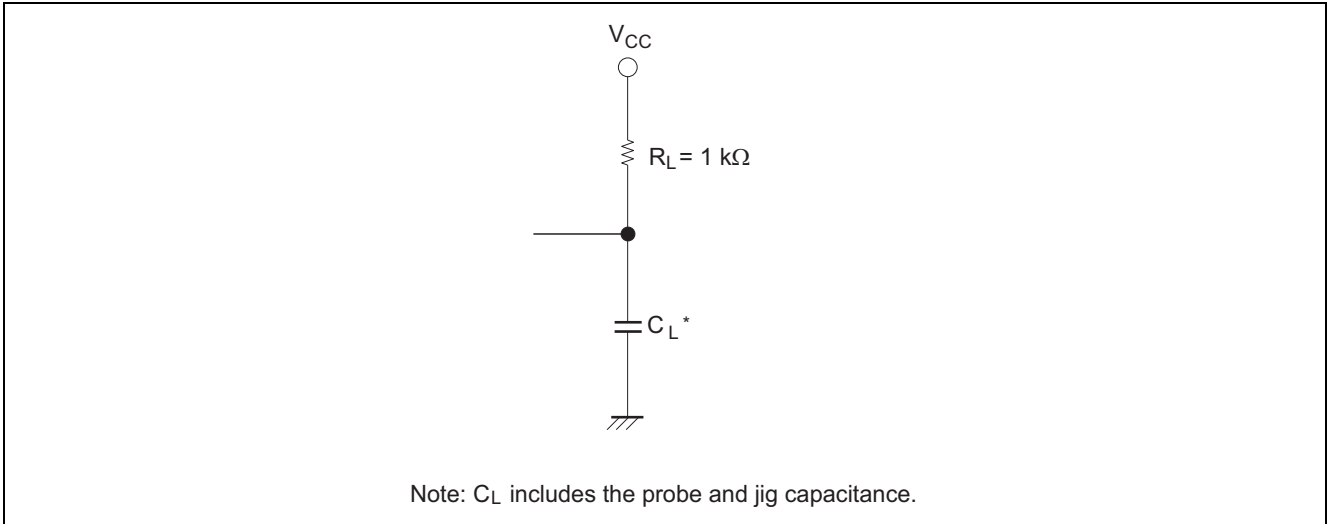 VCC
RL = 1 kΩ
CL*
Note: CL includes the probe and jig capacitance.